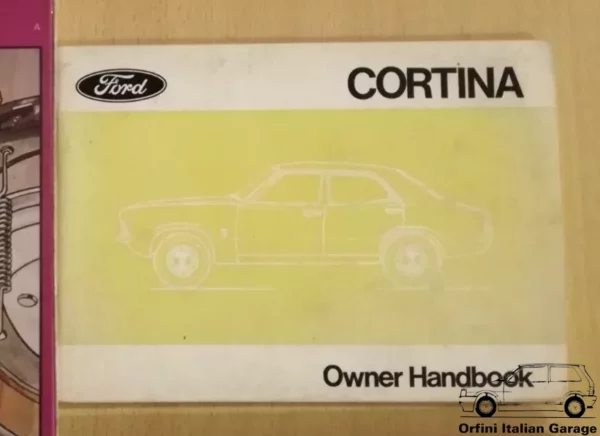 A
Ford
CORTINA
Owner Handbook
Orfini Italian Garage